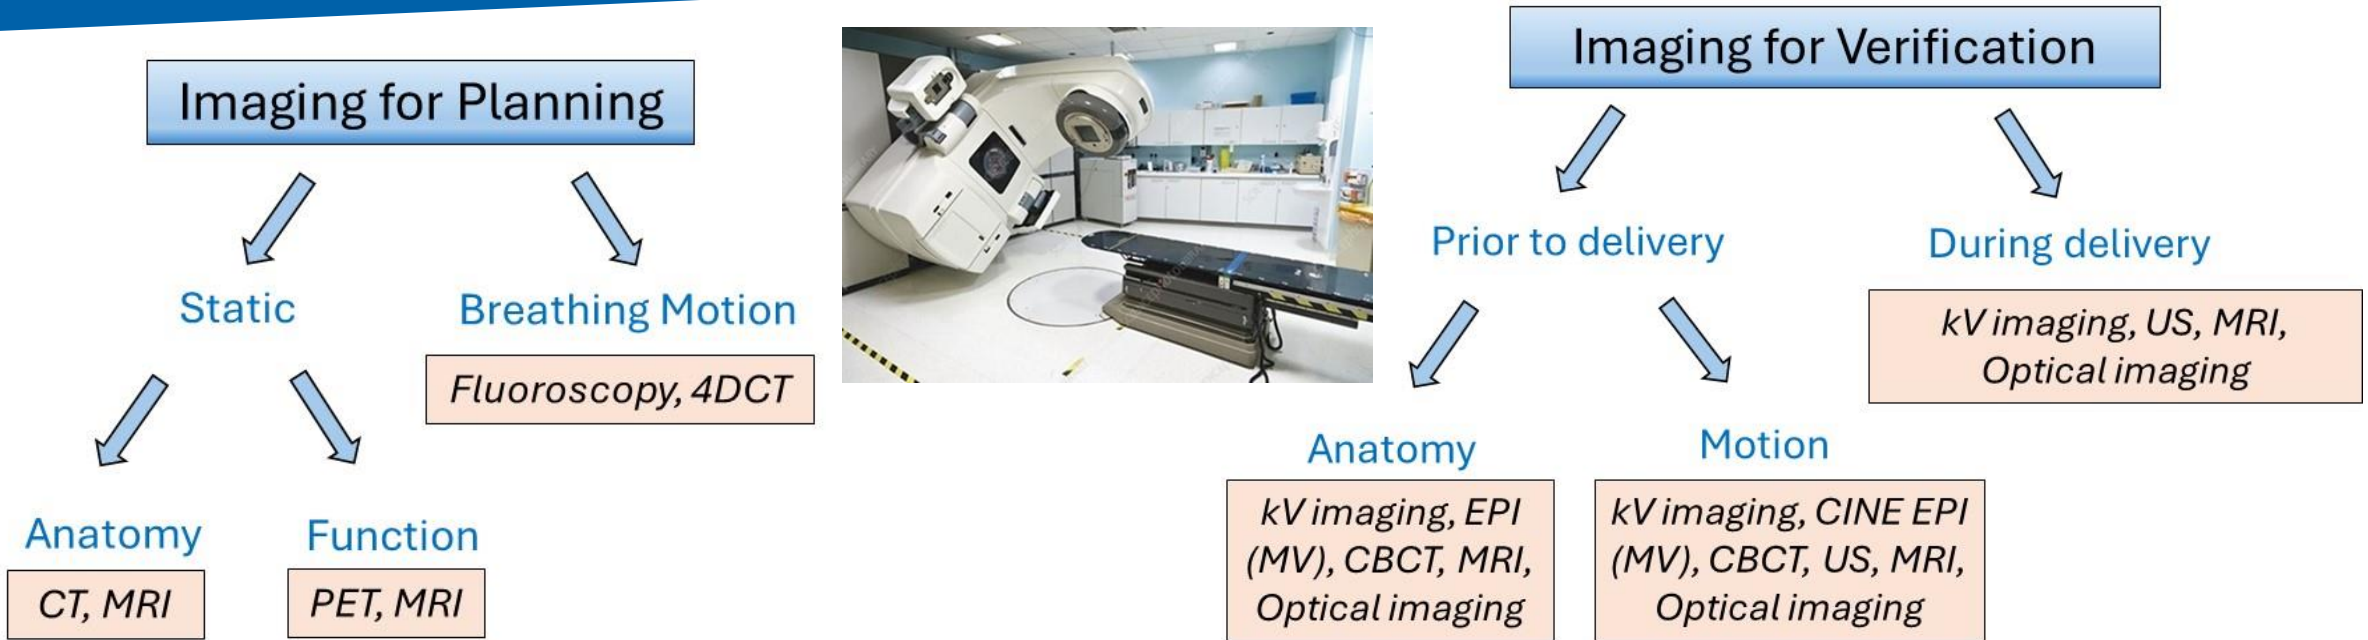 Imaging for Planning
Static
Breathing Motion
Fluoroscopy, 4DCT
Anatomy
CT, MRI
Function
PET, MRI
Imaging for Verification
Prior to delivery
During delivery
kV imaging, US, MRI,
Optical imaging
Anatomy
kV imaging, EPI
(MV), CBCT, MRI,
Optical imaging
Motion
kV imaging, CINE EPI
(MV), CBCT, US, MRI,
Optical imaging